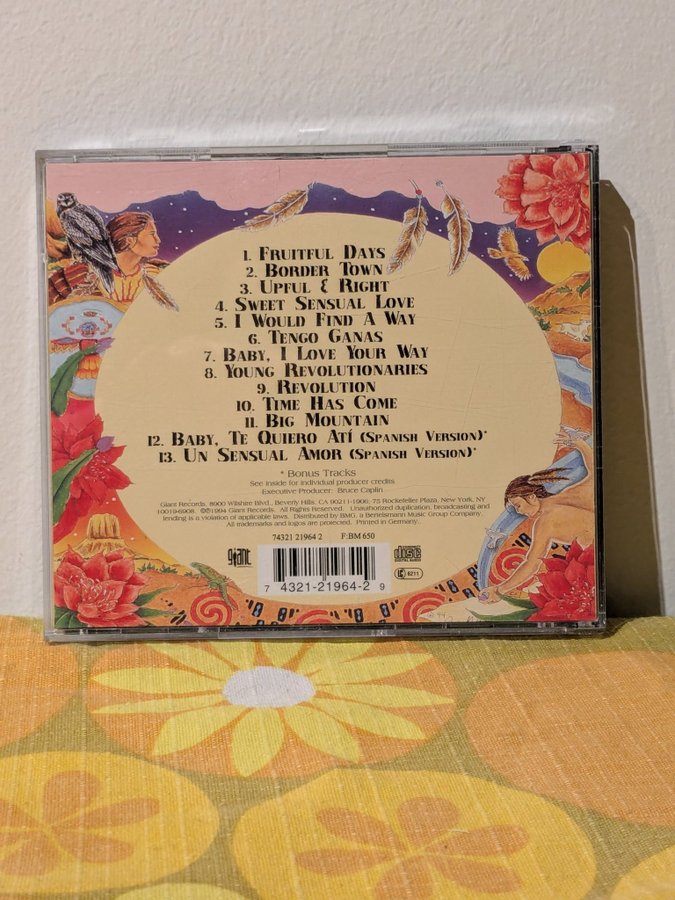 1. Fruitful Days
2. Border Town
3. Upful & Right
4. Sweet Sensual Love
5. I Would Find A Way
6. Tengo Ganas
7. Baby, I Love Your Way
8. Young Revolutionaries
9. Revolution
10. Time Has Come
11. Big Mountain
12. Baby, Te Quiero Atí (Spanish Version)*
13. Un Sensual Amor (Spanish Version)*
* Bonus Tracks
See inside for individual producer credits.
Executive Producer: Bruce Caplin
Giant Records, 8900 Wilshire Blvd., Beverly Hills, CA 90211-1906; 75 Rockefeller Plaza, New York, NY
10019-6908. ©℗1994 Giant Records. All Rights Reserved. Unauthorized duplication, broadcasting and
lending is a violation of applicable laws. Distributed by BMG, a Bertelsmann Music Group Company.
All trademarks and logos are protected. Printed in Germany.
74321 21964 2 F:BM 650
giant
COMPACT disc DIGITAL AUDIO
LC 8211
7 4321-21964-2 9